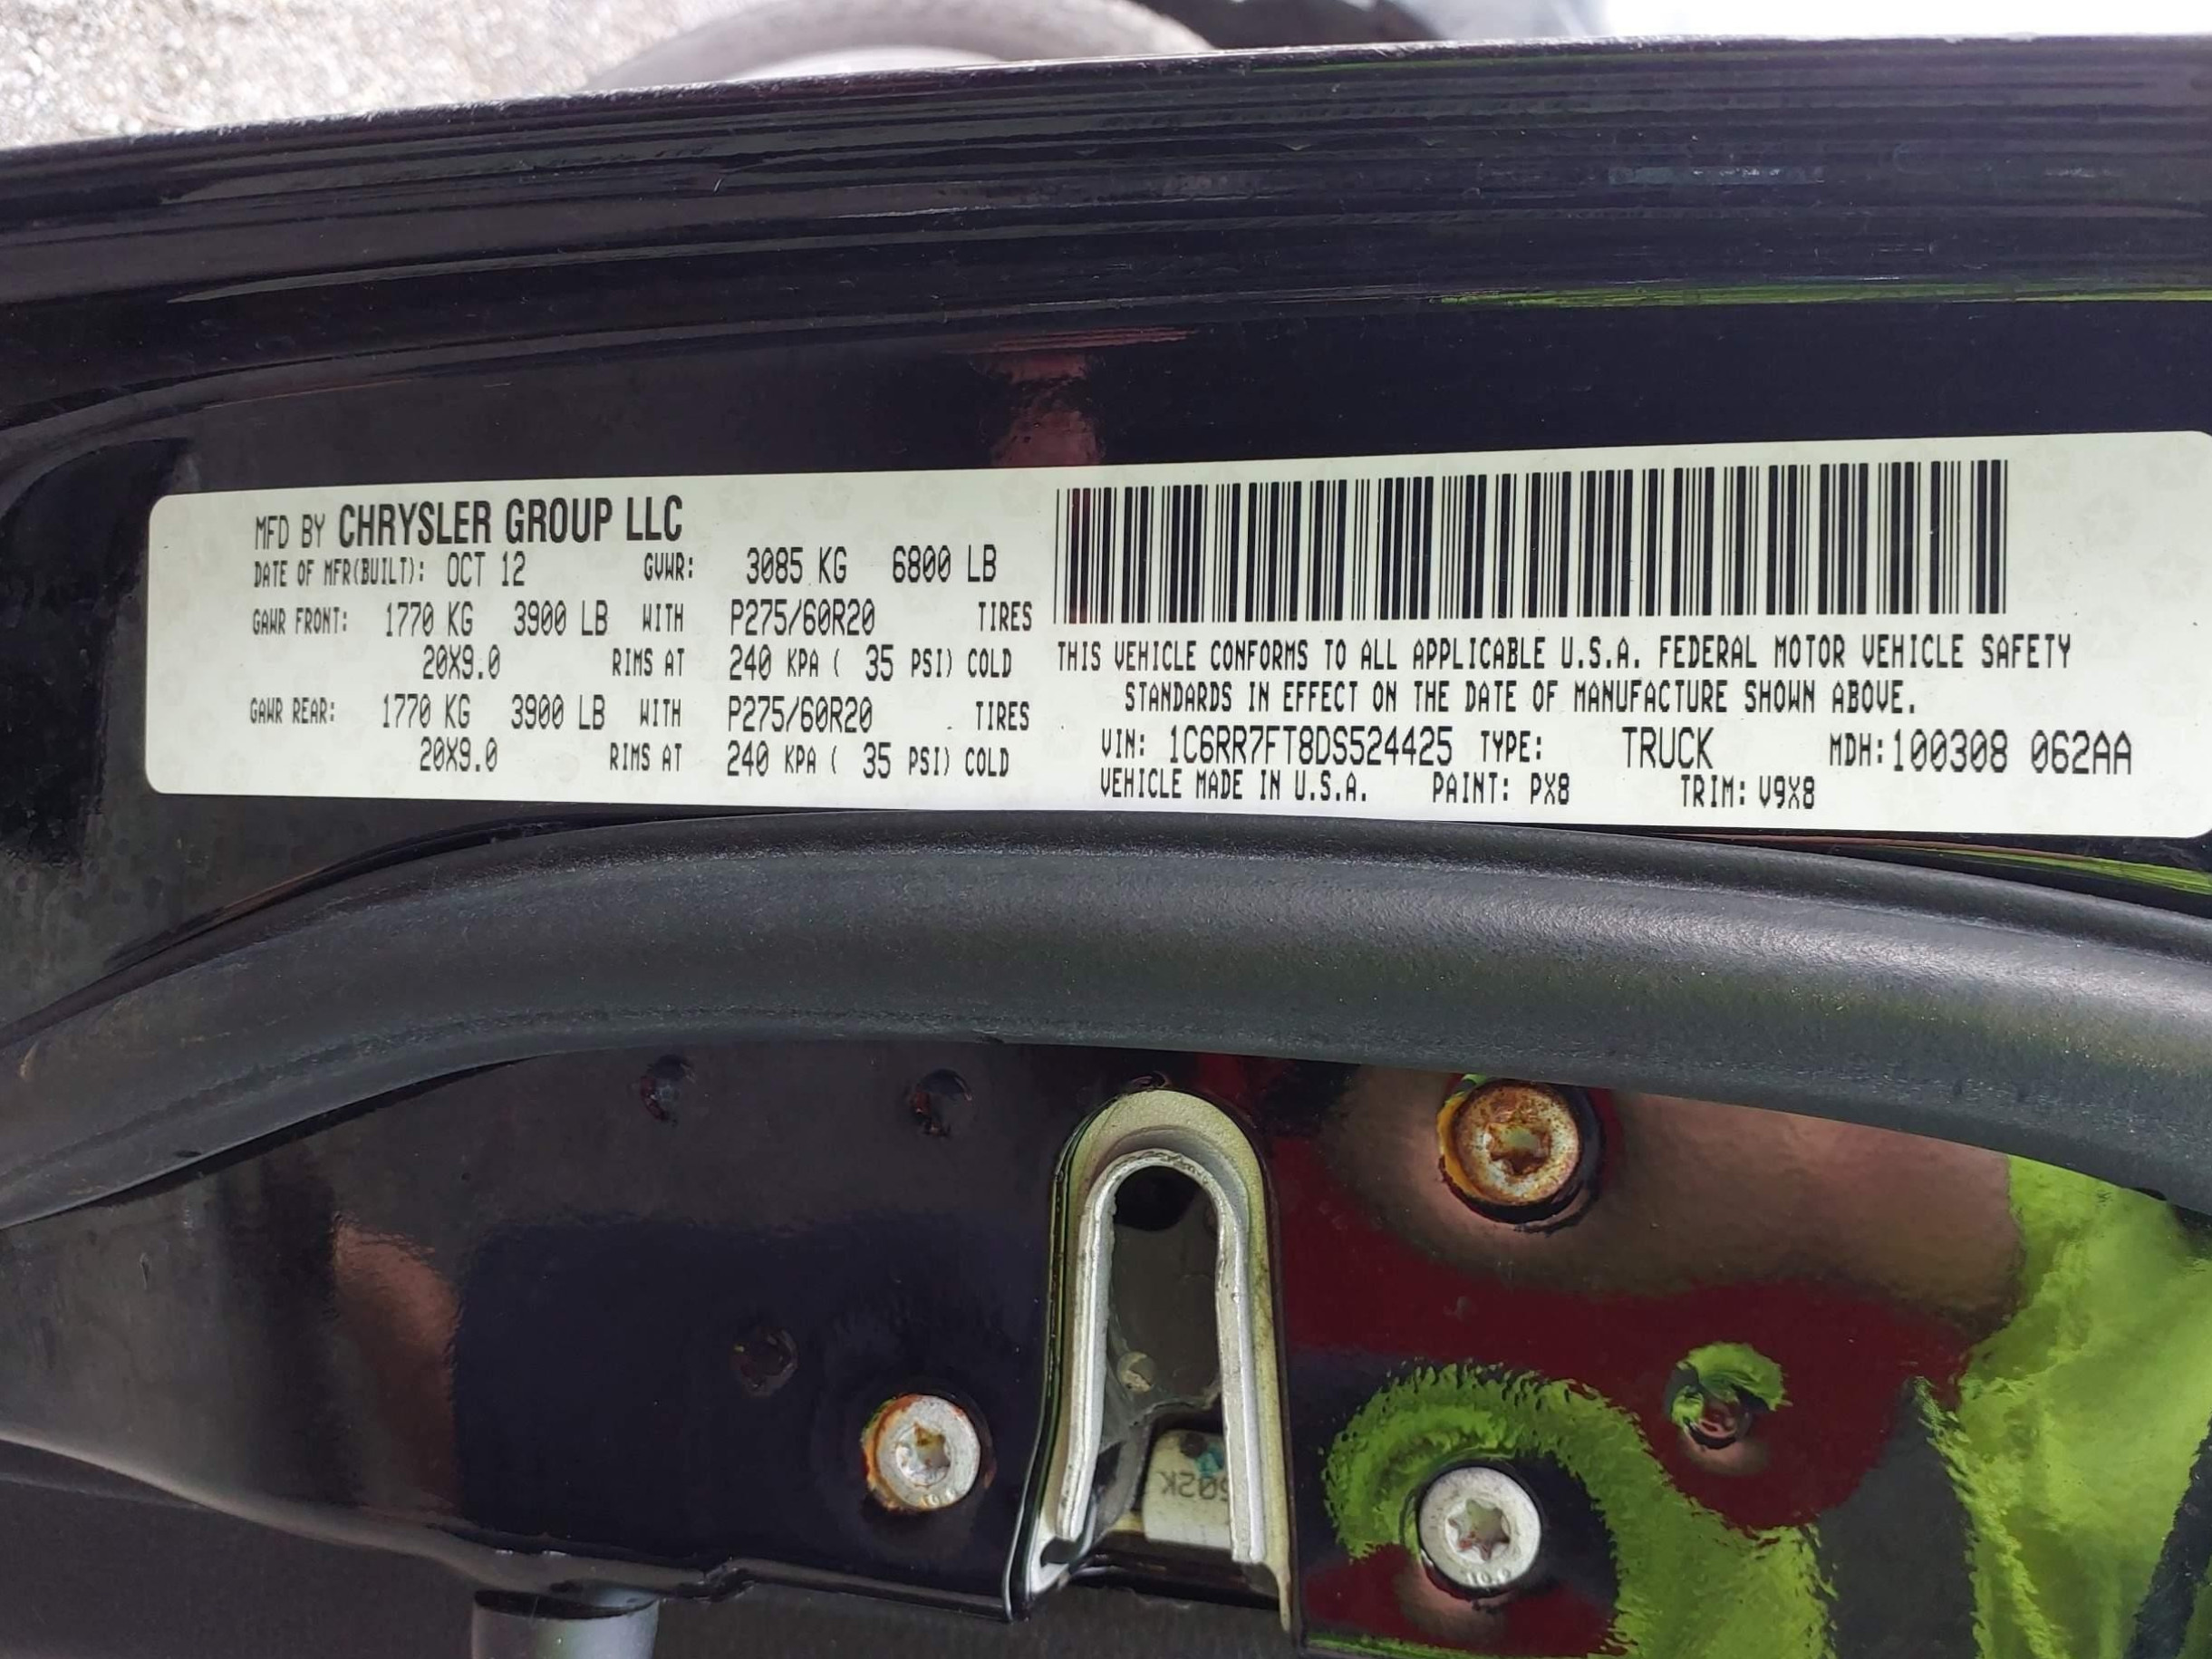 MFD BY CHRYSLER GROUP LLC
DATE OF MFR(BUILT): OCT 12 GVWR: 3085 KG 6800 LB
GAWR FRONT: 1770 KG 3900 LB WITH P275/60R20 TIRES
20X9.0 RIMS AT 240 KPA ( 35 PSI) COLD
GAWR REAR: 1770 KG 3900 LB WITH P275/60R20 TIRES
20X9.0 RIMS AT 240 KPA ( 35 PSI) COLD
THIS VEHICLE CONFORMS TO ALL APPLICABLE U.S.A. FEDERAL MOTOR VEHICLE SAFETY
STANDARDS IN EFFECT ON THE DATE OF MANUFACTURE SHOWN ABOVE.
VIN: 1C6RR7FT8DS524425 TYPE: TRUCK MDH:100308 062AA
VEHICLE MADE IN U.S.A. PAINT: PX8 TRIM: V9X8